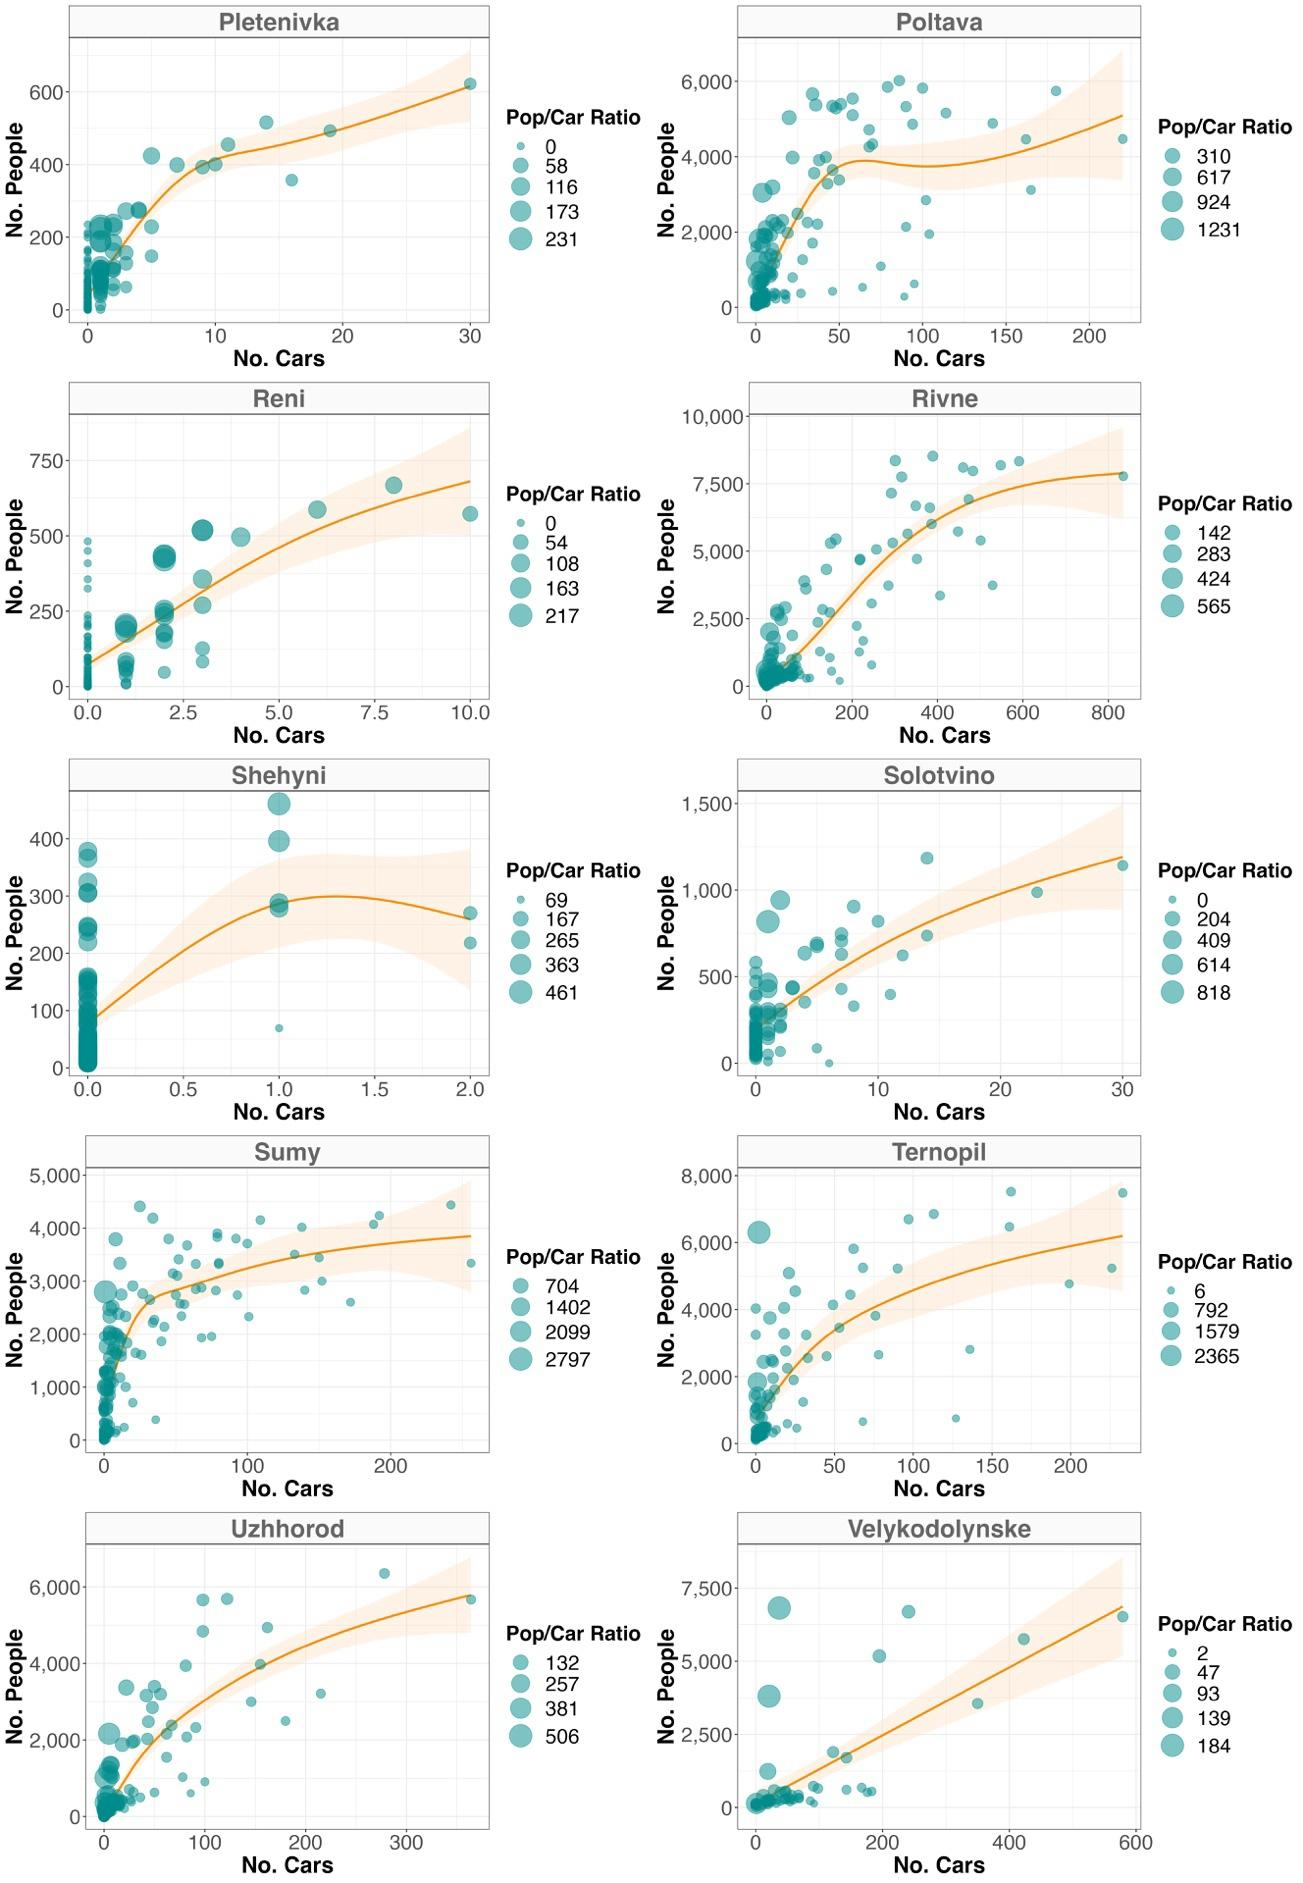 Pletenivka
No. People
600
400
200
0
0 10 20 30
No. Cars
Pop/Car Ratio
0
58
116
173
231
Poltava
No. People
6,000
4,000
2,000
0
0 50 100 150 200
No. Cars
Pop/Car Ratio
310
617
924
1231
Reni
No. People
750
500
250
0
0.0 2.5 5.0 7.5 10.0
No. Cars
Pop/Car Ratio
0
54
108
163
217
Rivne
No. People
10,000
7,500
5,000
2,500
0
0 200 400 600 800
No. Cars
Pop/Car Ratio
142
283
424
565
Shehyni
No. People
400
300
200
100
0
0.0 0.5 1.0 1.5 2.0
No. Cars
Pop/Car Ratio
69
167
265
363
461
Solotvino
No. People
1,500
1,000
500
0
0 10 20 30
No. Cars
Pop/Car Ratio
0
204
409
614
818
Sumy
No. People
5,000
4,000
3,000
2,000
1,000
0
0 100 200
No. Cars
Pop/Car Ratio
704
1402
2099
2797
Ternopil
No. People
8,000
6,000
4,000
2,000
0
0 50 100 150 200
No. Cars
Pop/Car Ratio
6
792
1579
2365
Uzhhorod
No. People
6,000
4,000
2,000
0
0 100 200 300
No. Cars
Pop/Car Ratio
132
257
381
506
Velykodolynske
No. People
7,500
5,000
2,500
0
0 200 400 600
No. Cars
Pop/Car Ratio
2
47
93
139
184